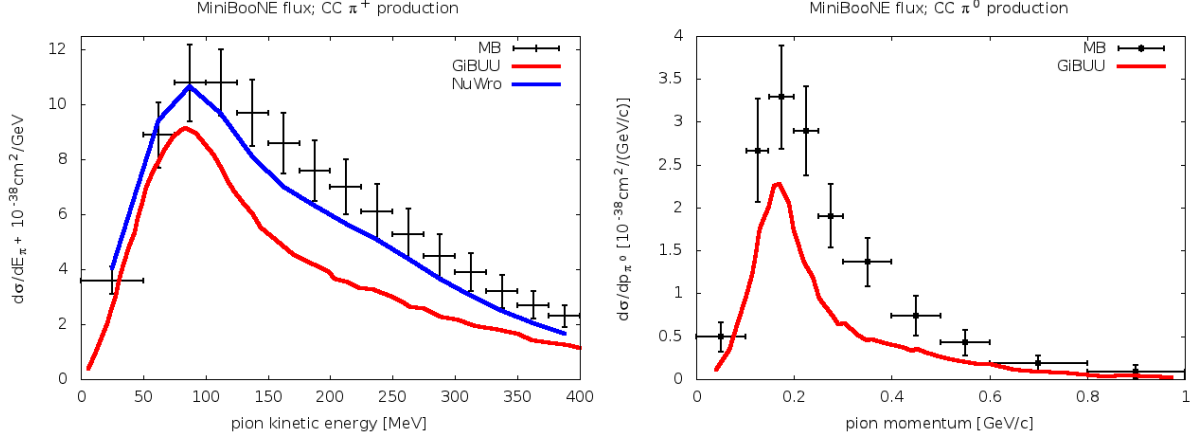 MiniBooNE flux; CC π⁺ production
MB
GiBUU
NuWro
dσ/dE_π+ 10⁻³⁸cm²/GeV
12
10
8
6
4
2
0
0 50 100 150 200 250 300 350 400
pion kinetic energy [MeV]
MiniBooNE flux; CC π⁰ production
MB
GiBUU
dσ/dp_π⁰ [10⁻³⁸cm²/(GeV/c)]
4
3.5
3
2.5
2
1.5
1
0.5
0
0 0.2 0.4 0.6 0.8 1
pion momentum [GeV/c]